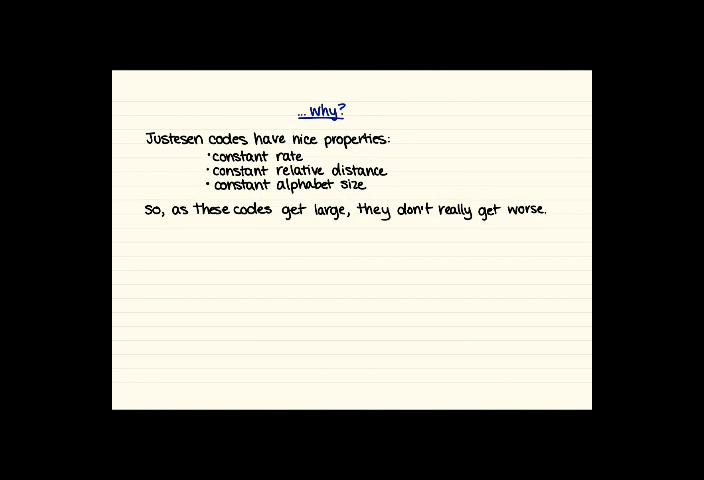 ...why?
Justesen codes have nice properties:
• constant rate
• constant relative distance
• constant alphabet size
so, as these codes get large, they don't really get worse.